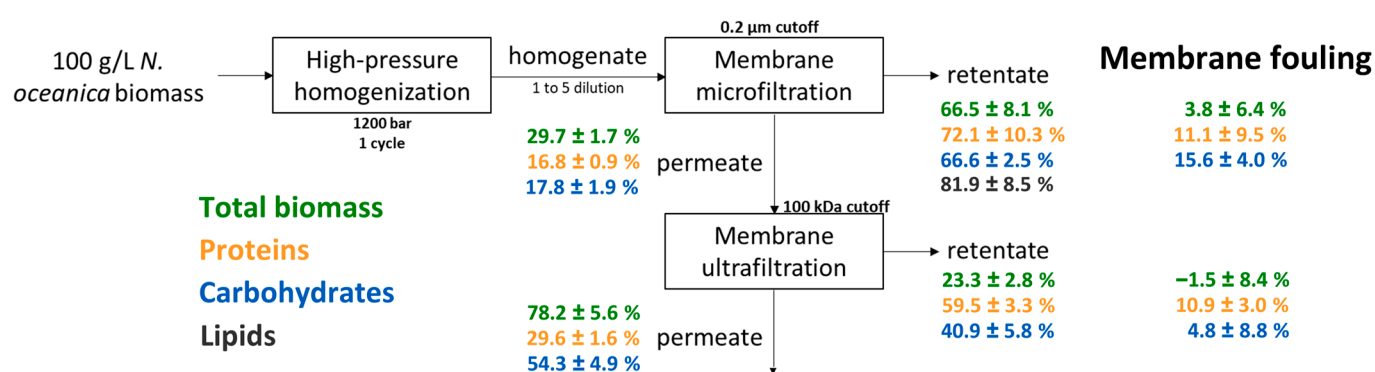 100 g/L N.
oceanica biomass
High-pressure
homogenization
1200 bar
1 cycle
homogenate
1 to 5 dilution
0.2 µm cutoff
Membrane
microfiltration
retentate
66.5 ± 8.1 %
72.1 ± 10.3 %
66.6 ± 2.5 %
81.9 ± 8.5 %
Membrane fouling
3.8 ± 6.4 %
11.1 ± 9.5 %
15.6 ± 4.0 %
29.7 ± 1.7 %
16.8 ± 0.9 %
17.8 ± 1.9 %
permeate
Total biomass
Proteins
Carbohydrates
Lipids
100 kDa cutoff
Membrane
ultrafiltration
retentate
23.3 ± 2.8 %
59.5 ± 3.3 %
40.9 ± 5.8 %
−1.5 ± 8.4 %
10.9 ± 3.0 %
4.8 ± 8.8 %
78.2 ± 5.6 %
29.6 ± 1.6 %
54.3 ± 4.9 %
permeate